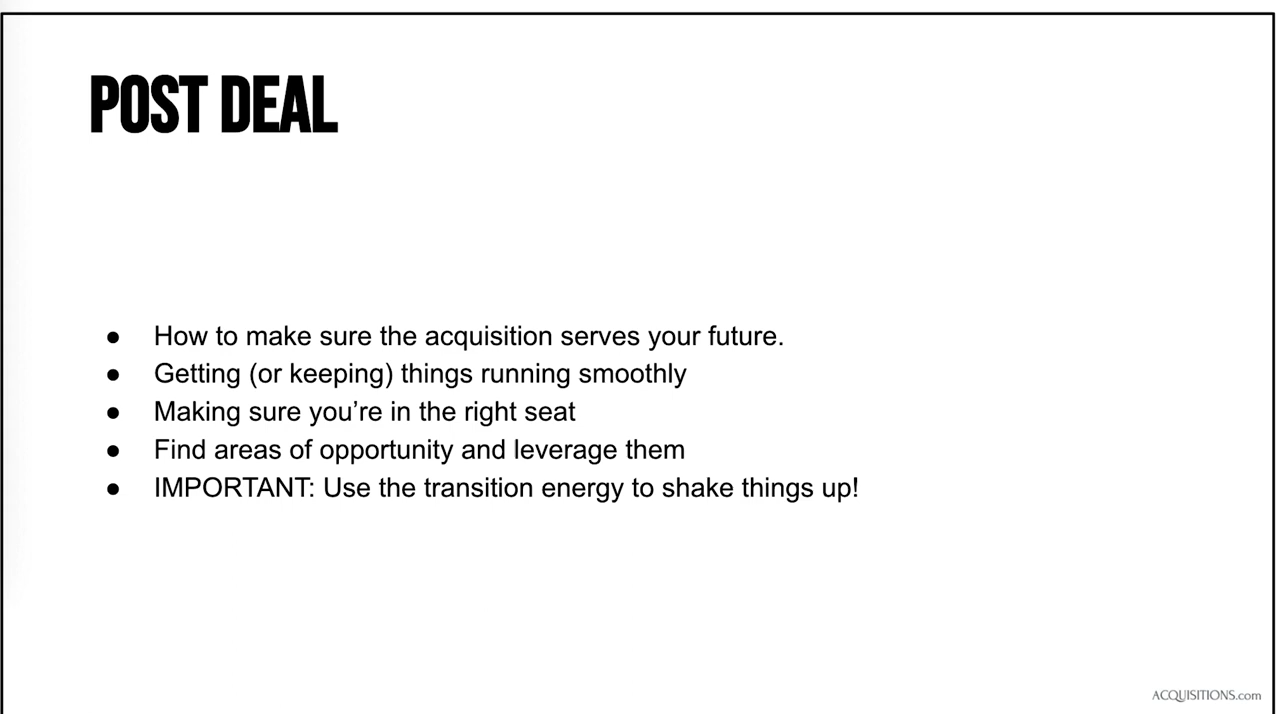 POST DEAL
● How to make sure the acquisition serves your future.
● Getting (or keeping) things running smoothly
● Making sure you’re in the right seat
● Find areas of opportunity and leverage them
● IMPORTANT: Use the transition energy to shake things up!
ACQUISITIONS.com